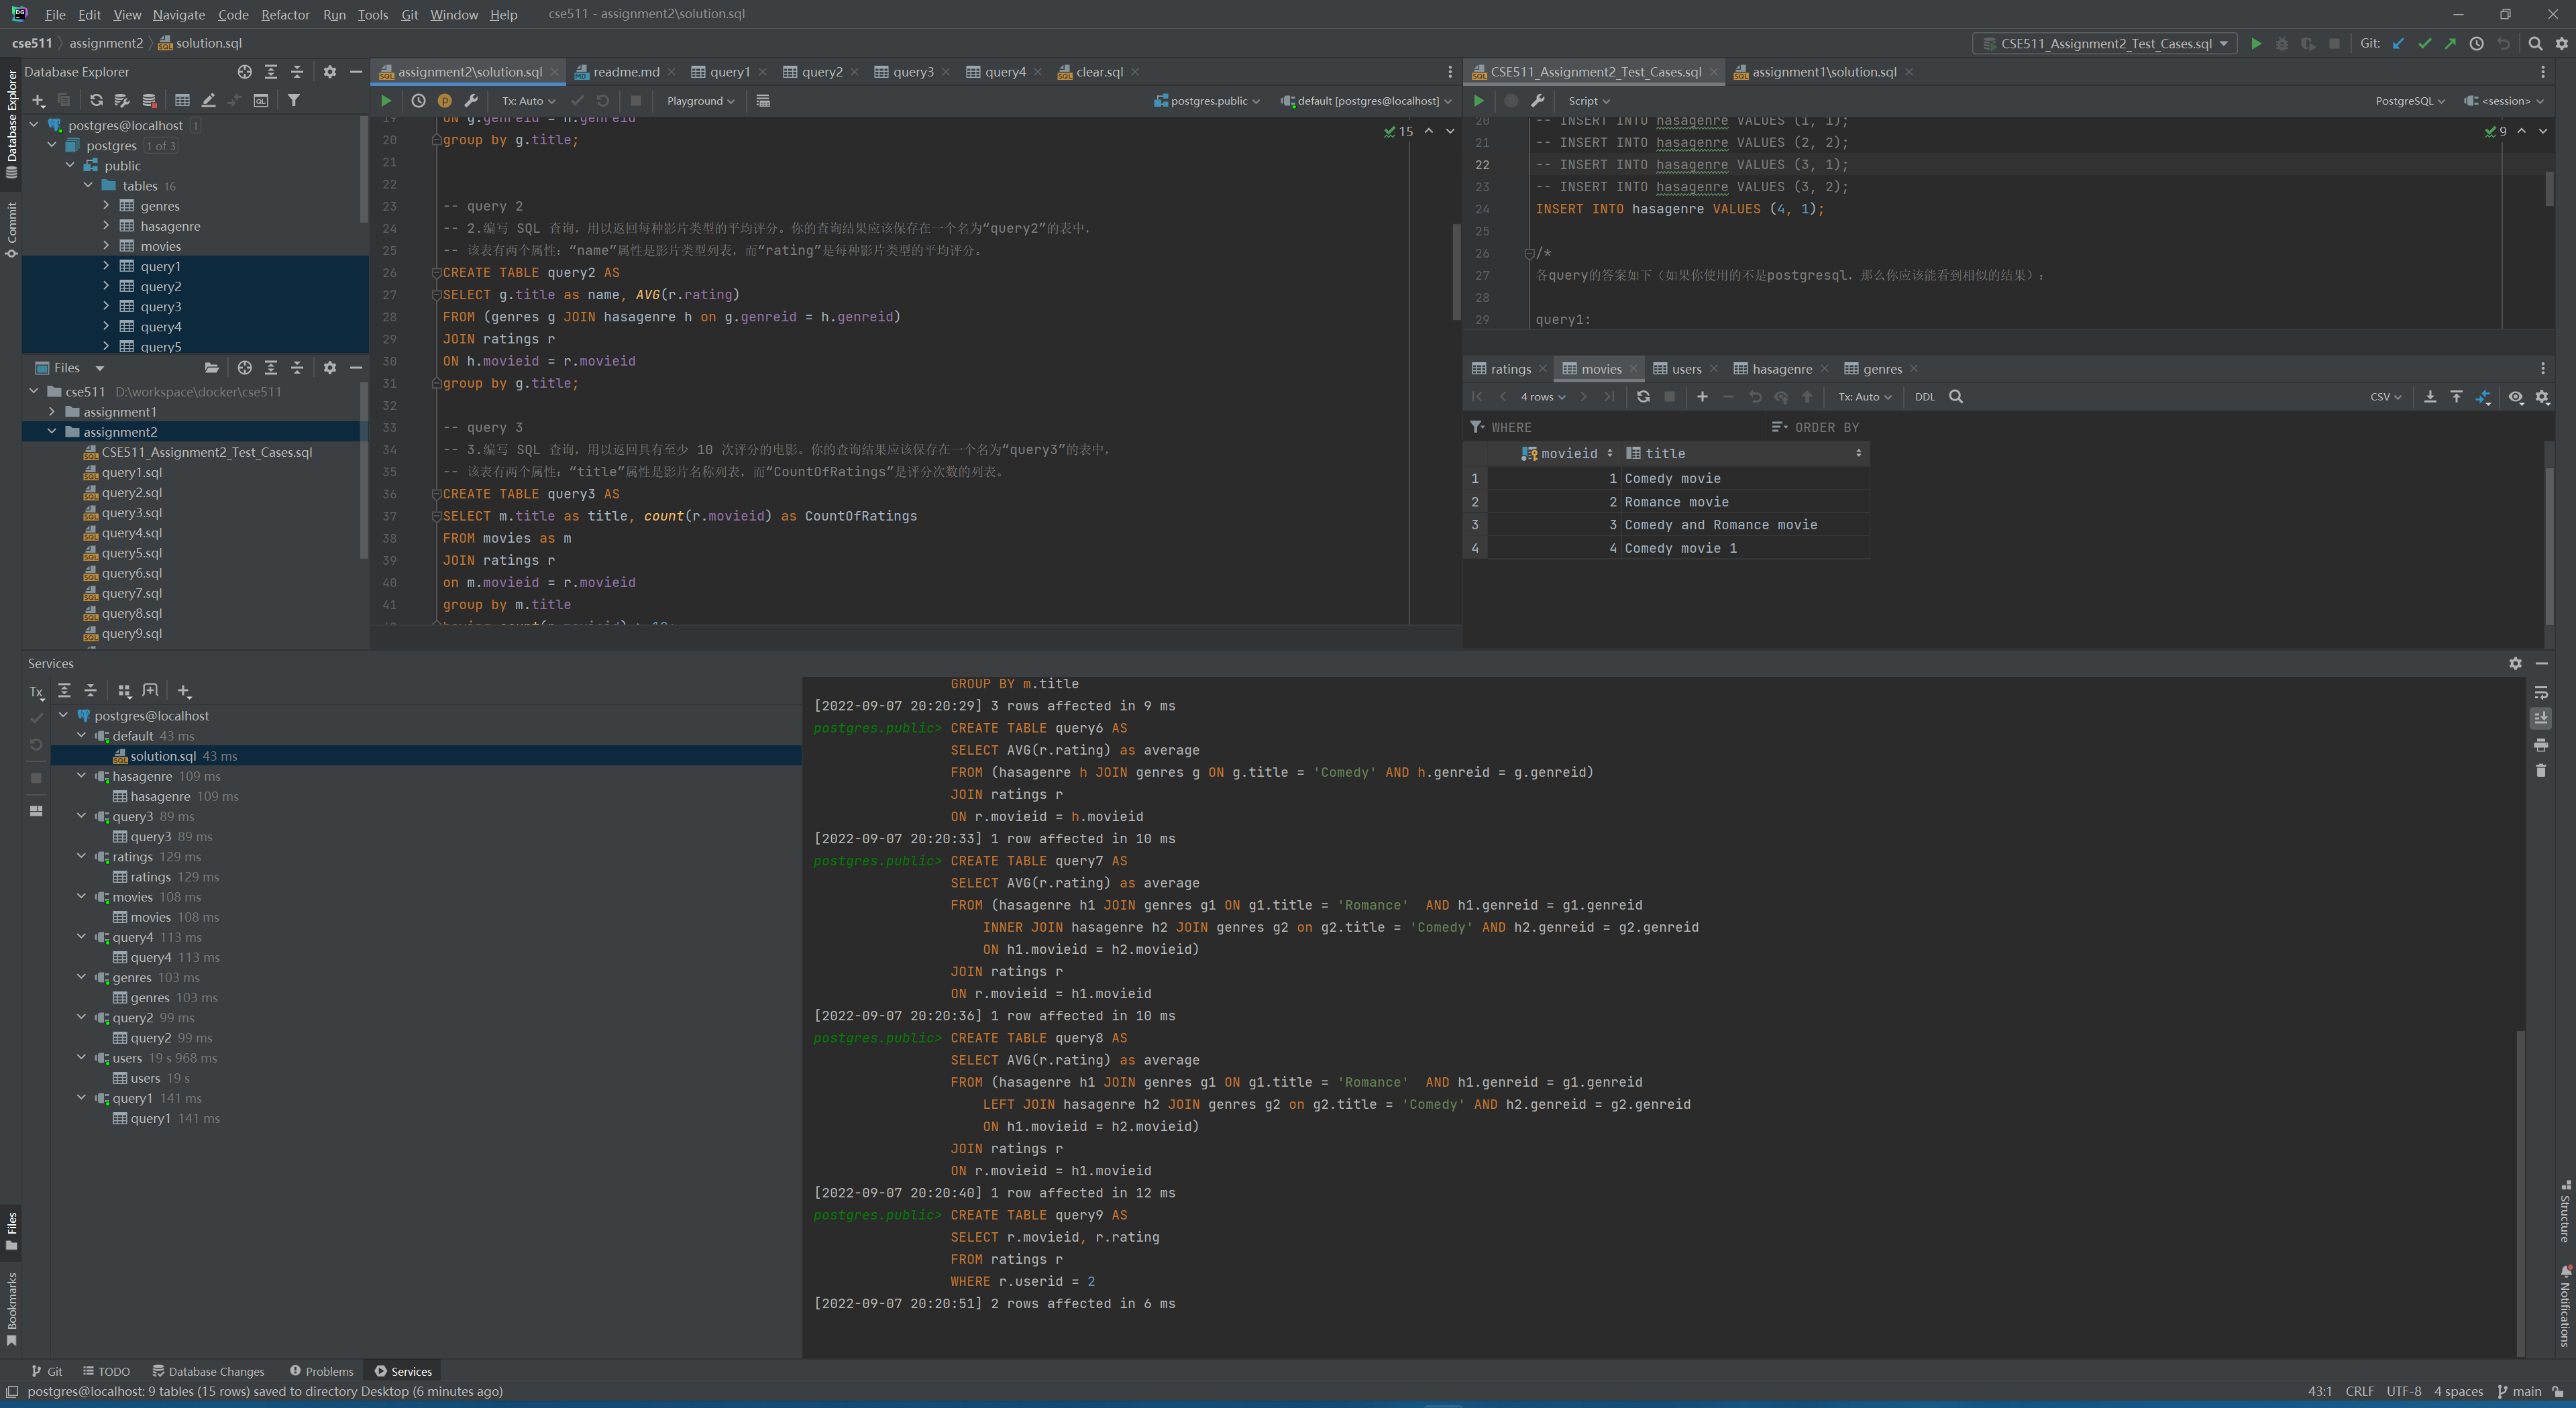 File Edit View Navigate Code Refactor Run Tools Git Window Help cse511 - assignment2\solution.sql
cse511 assignment2 solution.sql
CSE511_Assignment2_Test_Cases.sql Git:
Database Explorer
postgres@localhost 1
postgres 1 of 3
public
tables 16
genres
hasagenre
movies
query1
query2
query3
query4
query5
Files
cse511 D:\workspace\docker\cse511
assignment1
assignment2
CSE511_Assignment2_Test_Cases.sql
query1.sql
query2.sql
query3.sql
query4.sql
query5.sql
query6.sql
query7.sql
query8.sql
query9.sql
Database Explorer
Commit
Files
Bookmarks
assignment2\solution.sql readme.md query1 query2 query3 query4 clear.sql
Tx: Auto Playground postgres.public default [postgres@localhost]
15
19 ON g.genreid = h.genreid
20 group by g.title;
21
22
23 -- query 2
24 -- 2.编写 SQL 查询，用以返回每种影片类型的平均评分。你的查询结果应该保存在一个名为“query2”的表中，
25 -- 该表有两个属性：“name”属性是影片类型列表，而“rating”是每种影片类型的平均评分。
26 CREATE TABLE query2 AS
27 SELECT g.title as name, AVG(r.rating)
28 FROM (genres g JOIN hasagenre h on g.genreid = h.genreid)
29 JOIN ratings r
30 ON h.movieid = r.movieid
31 group by g.title;
32
33 -- query 3
34 -- 3.编写 SQL 查询，用以返回具有至少 10 次评分的电影。你的查询结果应该保存在一个名为“query3”的表中，
35 -- 该表有两个属性：“title”属性是影片名称列表，而“CountOfRatings”是评分次数的列表。
36 CREATE TABLE query3 AS
37 SELECT m.title as title, count(r.movieid) as CountOfRatings
38 FROM movies as m
39 JOIN ratings r
40 on m.movieid = r.movieid
41 group by m.title
CSE511_Assignment2_Test_Cases.sql assignment1\solution.sql
Script PostgreSQL <session>
9
20 -- INSERT INTO hasagenre VALUES (1, 1);
21 -- INSERT INTO hasagenre VALUES (2, 2);
22 -- INSERT INTO hasagenre VALUES (3, 1);
23 -- INSERT INTO hasagenre VALUES (3, 2);
24 INSERT INTO hasagenre VALUES (4, 1);
25
26 /*
27 各query的答案如下（如果你使用的不是postgresql，那么你应该能看到相似的结果）：
28
29 query1:
ratings movies users hasagenre genres
4 rows Tx: Auto DDL CSV
WHERE ORDER BY
movieid title
1 1 Comedy movie
2 2 Romance movie
3 3 Comedy and Romance movie
4 4 Comedy movie 1
Services
Tx
postgres@localhost
default 43 ms
solution.sql 43 ms
hasagenre 109 ms
hasagenre 109 ms
query3 89 ms
query3 89 ms
ratings 129 ms
ratings 129 ms
movies 108 ms
movies 108 ms
query4 113 ms
query4 113 ms
genres 103 ms
genres 103 ms
query2 99 ms
query2 99 ms
users 19 s 968 ms
users 19 s
query1 141 ms
query1 141 ms
GROUP BY m.title
[2022-09-07 20:20:29] 3 rows affected in 9 ms
postgres.public> CREATE TABLE query6 AS
SELECT AVG(r.rating) as average
FROM (hasagenre h JOIN genres g ON g.title = 'Comedy' AND h.genreid = g.genreid)
JOIN ratings r
ON r.movieid = h.movieid
[2022-09-07 20:20:33] 1 row affected in 10 ms
postgres.public> CREATE TABLE query7 AS
SELECT AVG(r.rating) as average
FROM (hasagenre h1 JOIN genres g1 ON g1.title = 'Romance' AND h1.genreid = g1.genreid
INNER JOIN hasagenre h2 JOIN genres g2 on g2.title = 'Comedy' AND h2.genreid = g2.genreid
ON h1.movieid = h2.movieid)
JOIN ratings r
ON r.movieid = h1.movieid
[2022-09-07 20:20:36] 1 row affected in 10 ms
postgres.public> CREATE TABLE query8 AS
SELECT AVG(r.rating) as average
FROM (hasagenre h1 JOIN genres g1 ON g1.title = 'Romance' AND h1.genreid = g1.genreid
LEFT JOIN hasagenre h2 JOIN genres g2 on g2.title = 'Comedy' AND h2.genreid = g2.genreid
ON h1.movieid = h2.movieid)
JOIN ratings r
ON r.movieid = h1.movieid
[2022-09-07 20:20:40] 1 row affected in 12 ms
postgres.public> CREATE TABLE query9 AS
SELECT r.movieid, r.rating
FROM ratings r
WHERE r.userid = 2
[2022-09-07 20:20:51] 2 rows affected in 6 ms
Structure
Notifications
Git TODO Database Changes Problems Services
postgres@localhost: 9 tables (15 rows) saved to directory Desktop (6 minutes ago)
43:1 CRLF UTF-8 4 spaces main